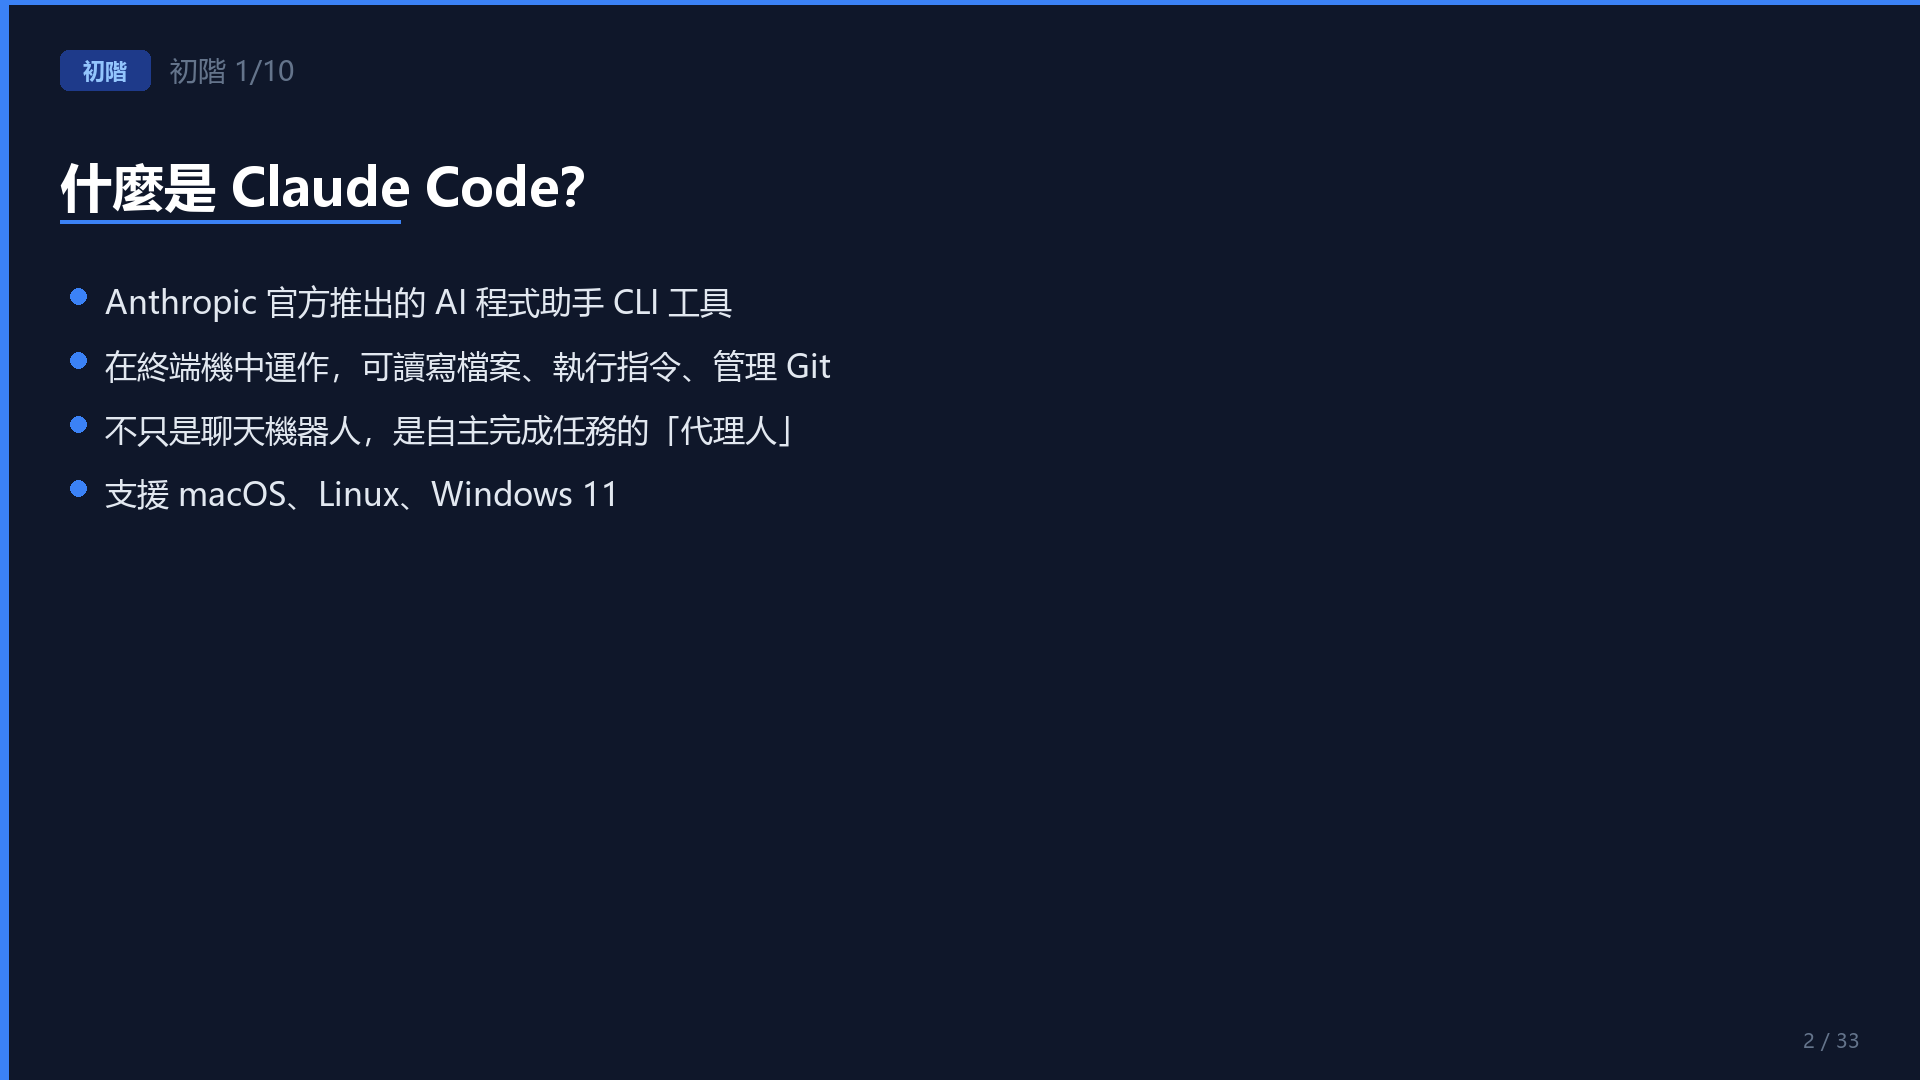 初階
初階 1/10
什麼是 Claude Code?
Anthropic 官方推出的 AI 程式助手 CLI 工具
在終端機中運作，可讀寫檔案、執行指令、管理 Git
不只是聊天機器人，是自主完成任務的「代理人」
支援 macOS、Linux、Windows 11
2 / 33